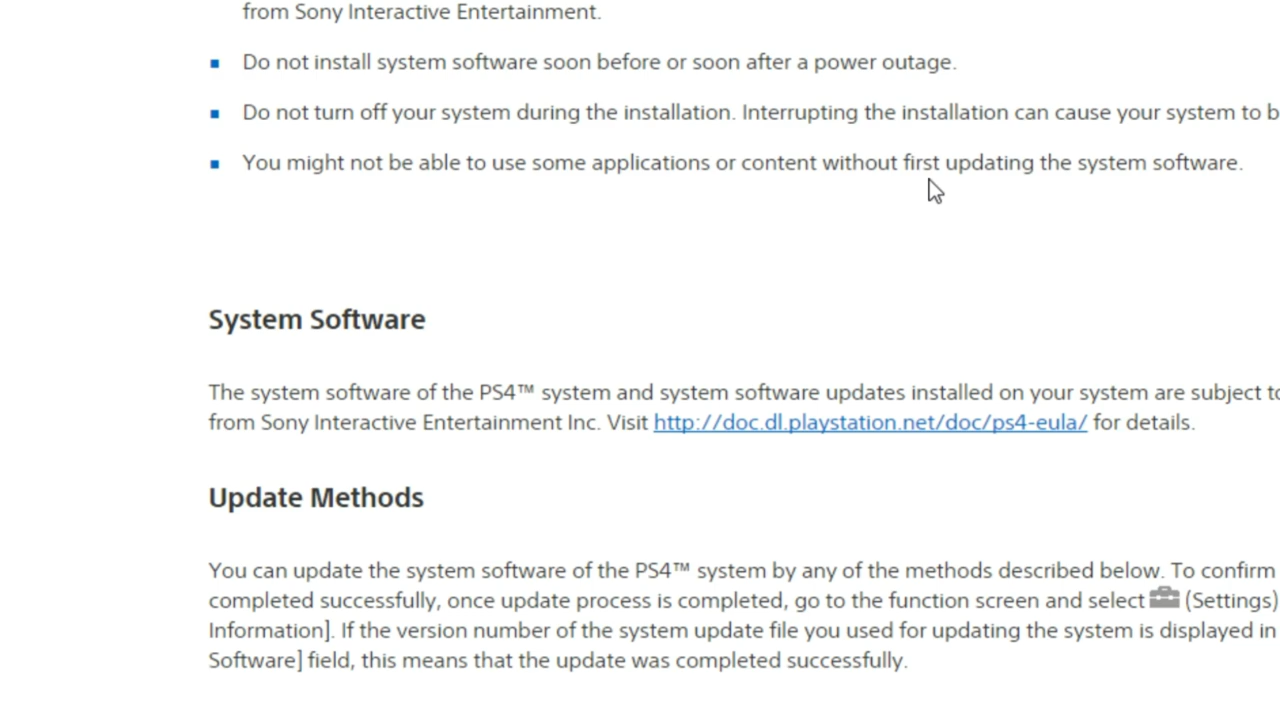 from Sony Interactive Entertainment.
Do not install system software soon before or soon after a power outage.
Do not turn off your system during the installation. Interrupting the installation can cause your system to b
You might not be able to use some applications or content without first updating the system software.
System Software
The system software of the PS4™ system and system software updates installed on your system are subject to
from Sony Interactive Entertainment Inc. Visit http://doc.dl.playstation.net/doc/ps4-eula/ for details.
Update Methods
You can update the system software of the PS4™ system by any of the methods described below. To confirm
completed successfully, once update process is completed, go to the function screen and select (Settings)
Information]. If the version number of the system update file you used for updating the system is displayed in
Software] field, this means that the update was completed successfully.